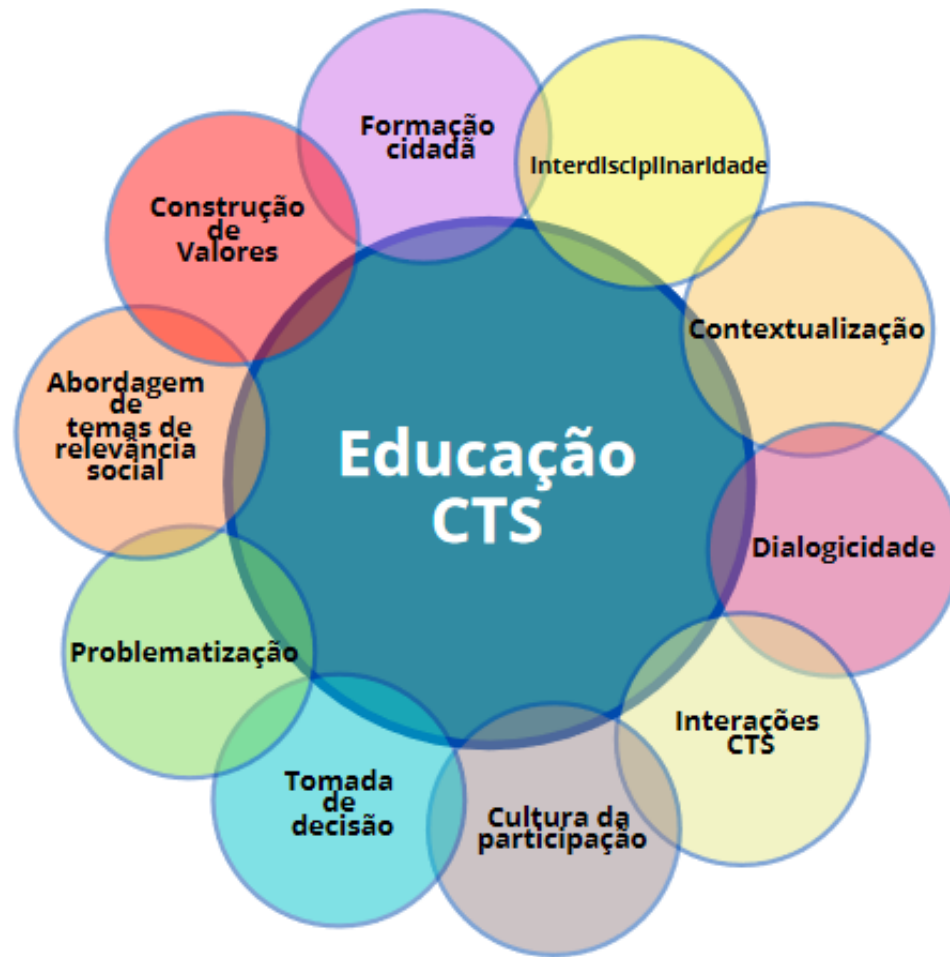 Formação
cidadã
Interdisciplinaridade
Construção
de
Valores
Contextualização
Abordagem
de
temas de
relevância
social
Educação
CTS
Dialogicidade
Problematização
Interações
CTS
Tomada
de
decisão
Cultura da
participação